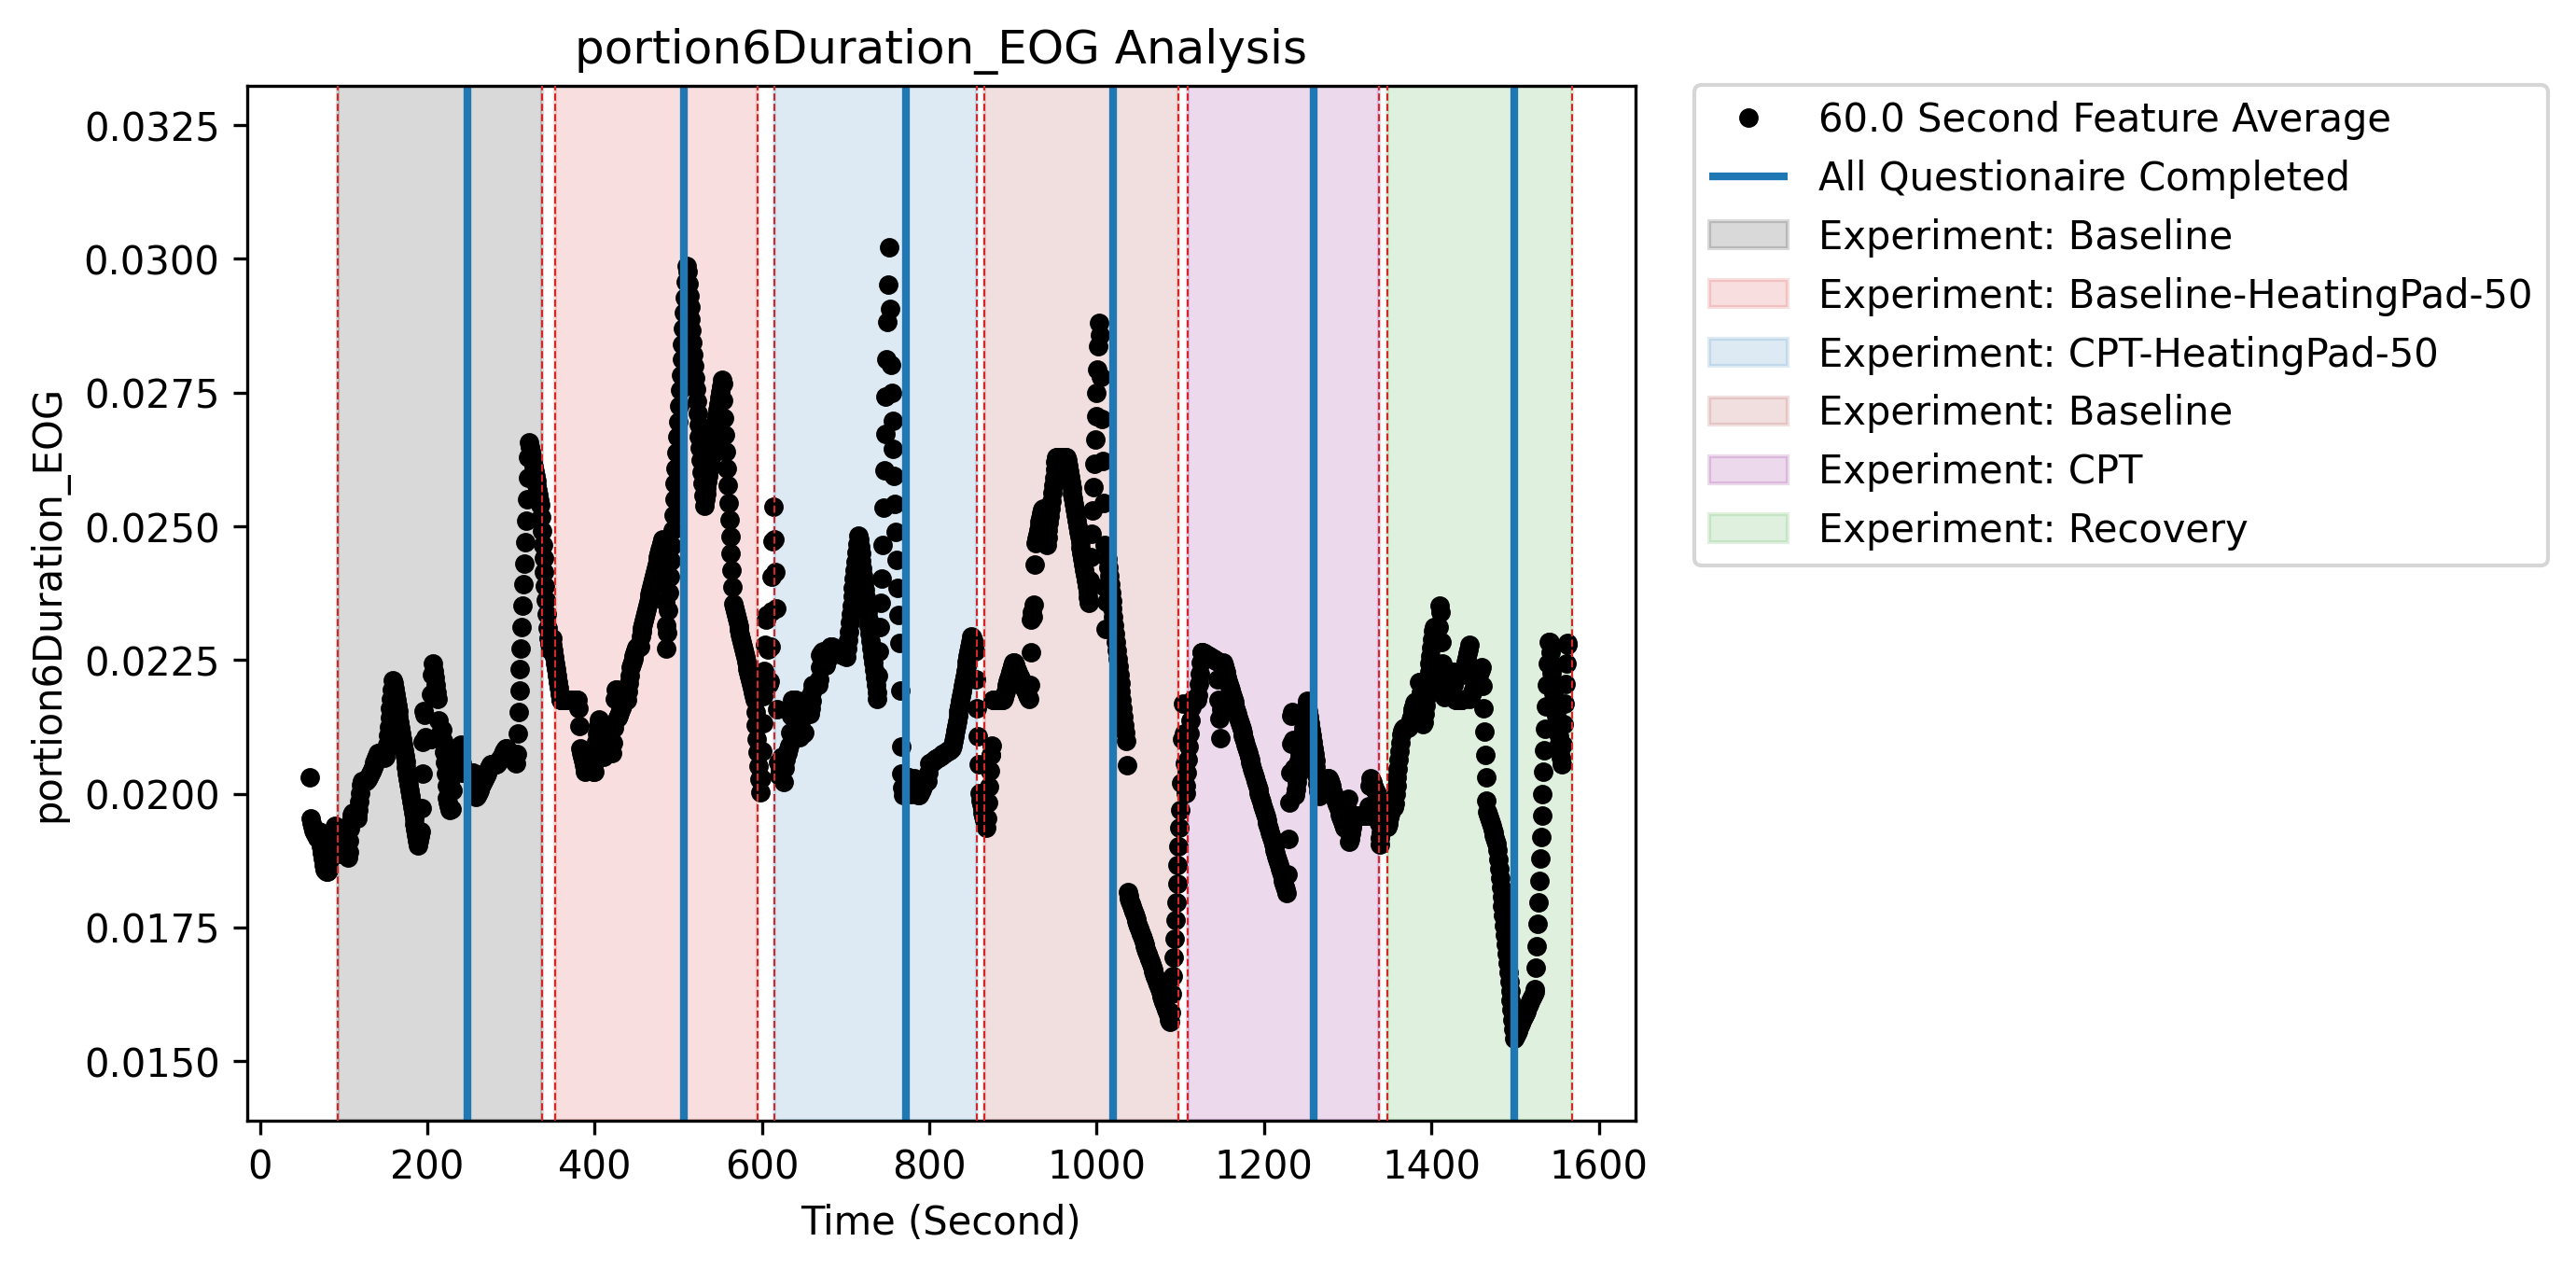 portion6Duration_EOG Analysis
portion6Duration_EOG
0.0325
0.0300
0.0275
0.0250
0.0225
0.0200
0.0175
0.0150
0 200 400 600 800 1000 1200 1400 1600
Time (Second)
60.0 Second Feature Average
All Questionaire Completed
Experiment: Baseline
Experiment: Baseline-HeatingPad-50
Experiment: CPT-HeatingPad-50
Experiment: Baseline
Experiment: CPT
Experiment: Recovery